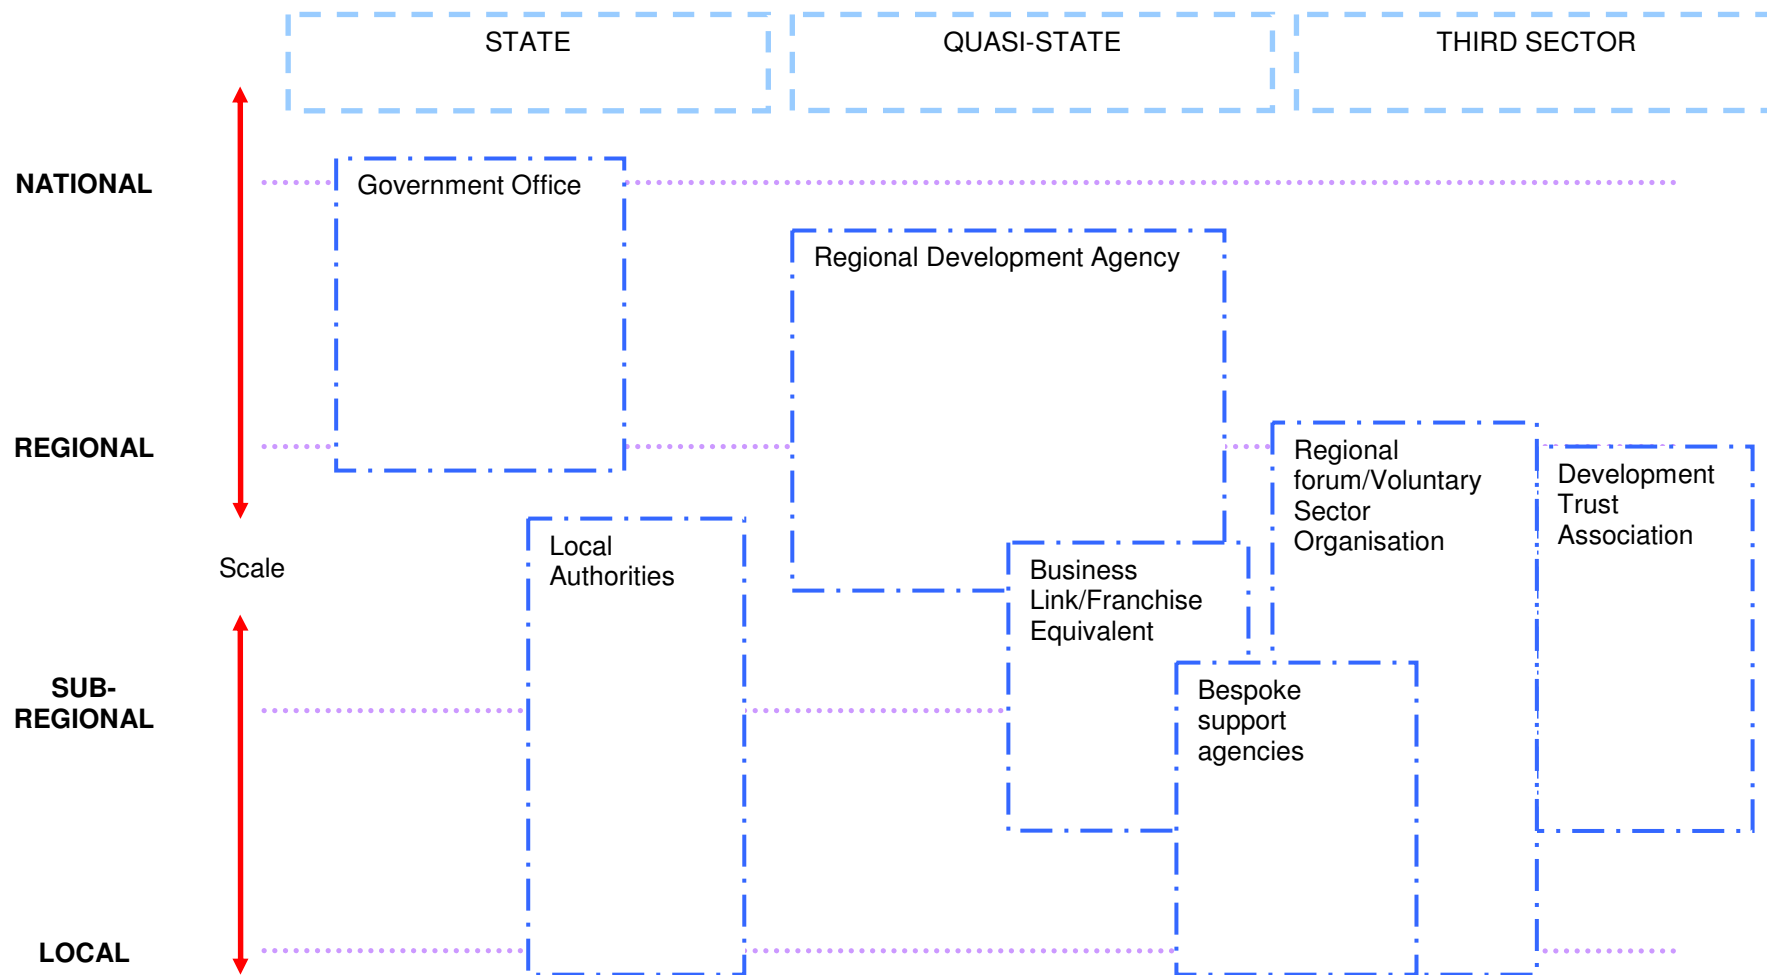 STATE
QUASI-STATE
THIRD SECTOR
NATIONAL
Government Office
Regional Development Agency
REGIONAL
Regional
forum/Voluntary
Sector
Organisation
Development
Trust
Association
Scale
Local
Authorities
Business
Link/Franchise
Equivalent
SUB-
REGIONAL
Bespoke
support
agencies
LOCAL